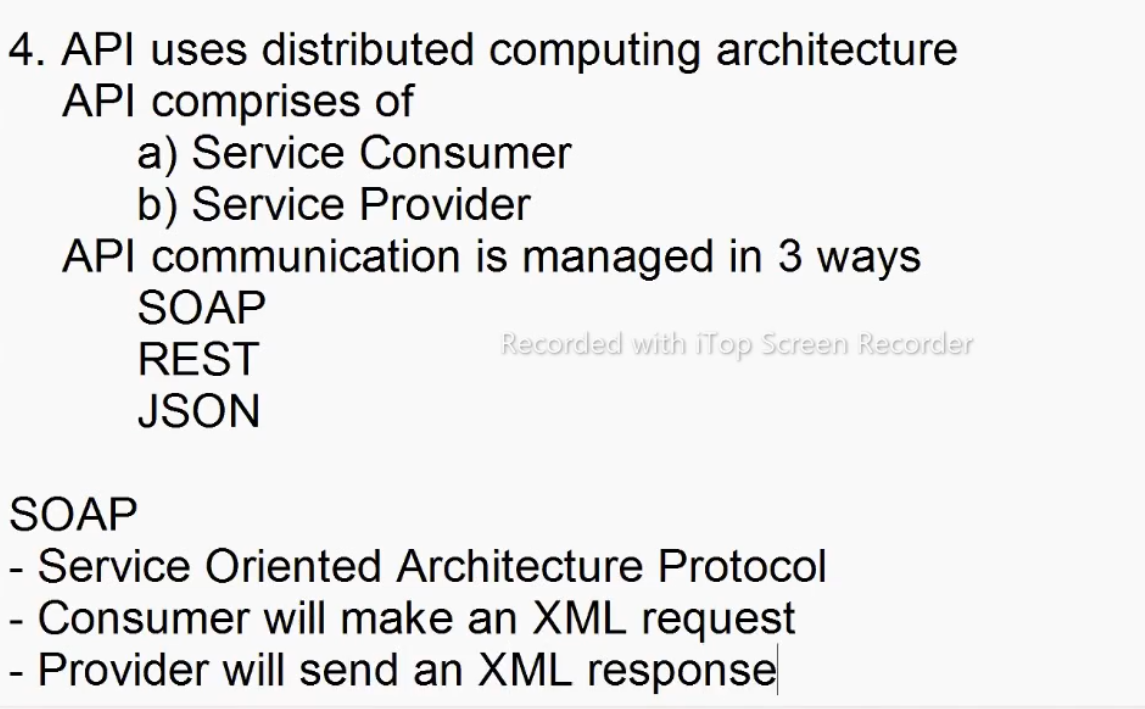 4. API uses distributed computing architecture
API comprises of
a) Service Consumer
b) Service Provider
API communication is managed in 3 ways
SOAP
REST
Recorded with iTop Screen Recorder
JSON
SOAP
- Service Oriented Architecture Protocol
- Consumer will make an XML request
- Provider will send an XML response